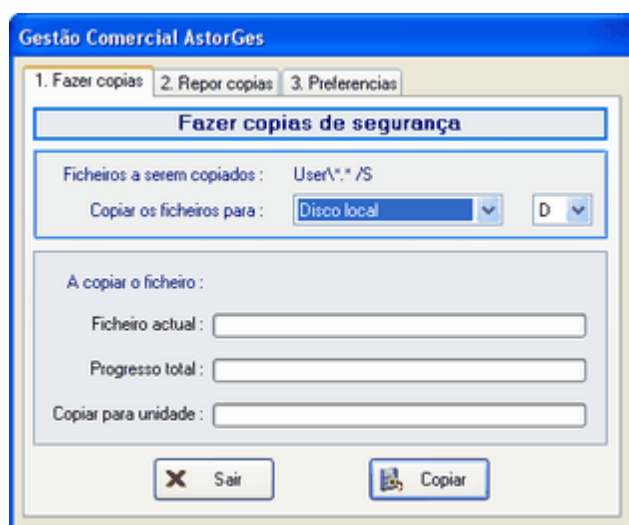 Gestão Comercial AstorGes
1. Fazer copias 2. Repor copias 3. Preferencias
Fazer copias de segurança
Ficheiros a serem copiados : User\*.* /S
Copiar os ficheiros para : Disco local D
A copiar o ficheiro :
Ficheiro actual :
Progresso total :
Copiar para unidade :
Sair Copiar